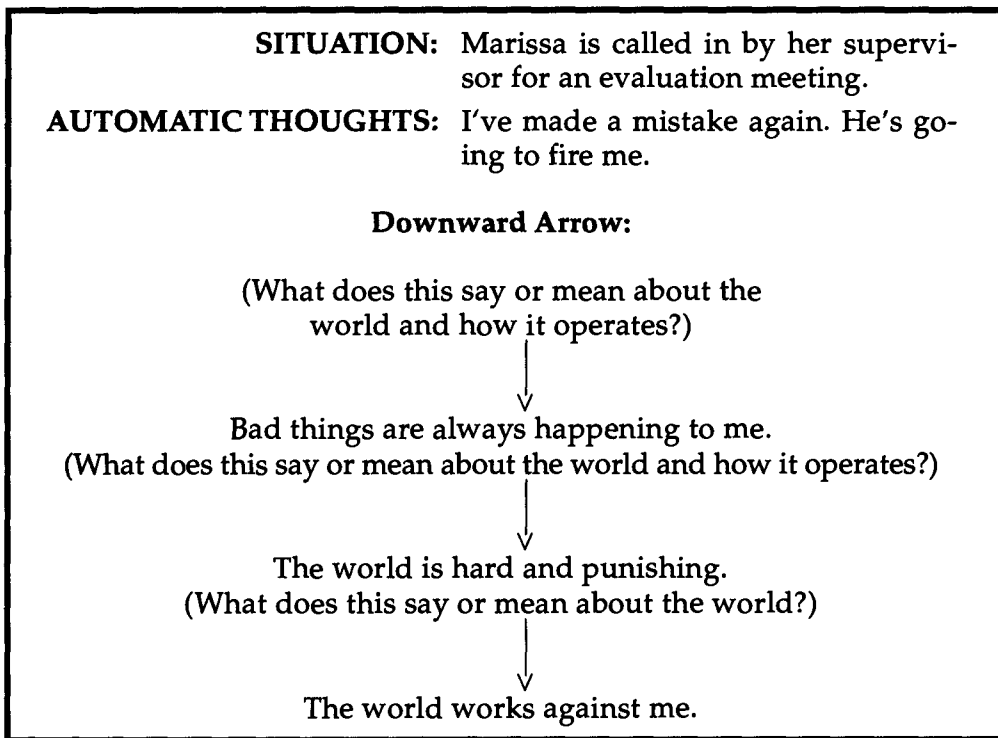 SITUATION: Marissa is called in by her supervi-
sor for an evaluation meeting.
AUTOMATIC THOUGHTS: I've made a mistake again. He's go-
ing to fire me.
Downward Arrow:
(What does this say or mean about the
world and how it operates?)
Bad things are always happening to me.
(What does this say or mean about the world and how it operates?)
The world is hard and punishing.
(What does this say or mean about the world?)
The world works against me.